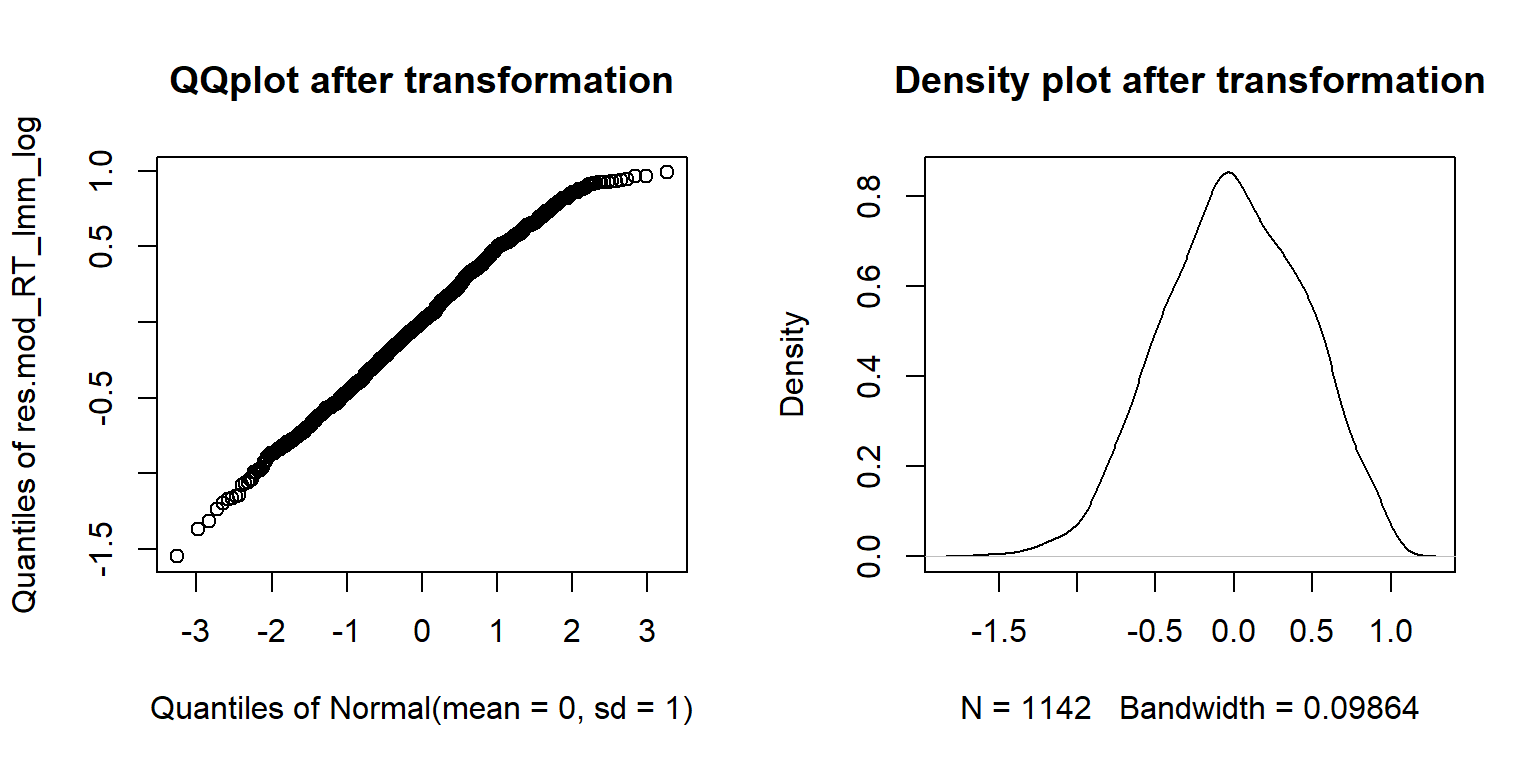 QQplot after transformation
Quantiles of res.mod_RT_lmm_log
1.0
0.5
-0.5
-1.5
-3 -2 -1 0 1 2 3
Quantiles of Normal(mean = 0, sd = 1)
Density plot after transformation
Density
0.8
0.6
0.4
0.2
0.0
-1.5 -0.5 0.0 0.5 1.0
N = 1142 Bandwidth = 0.09864